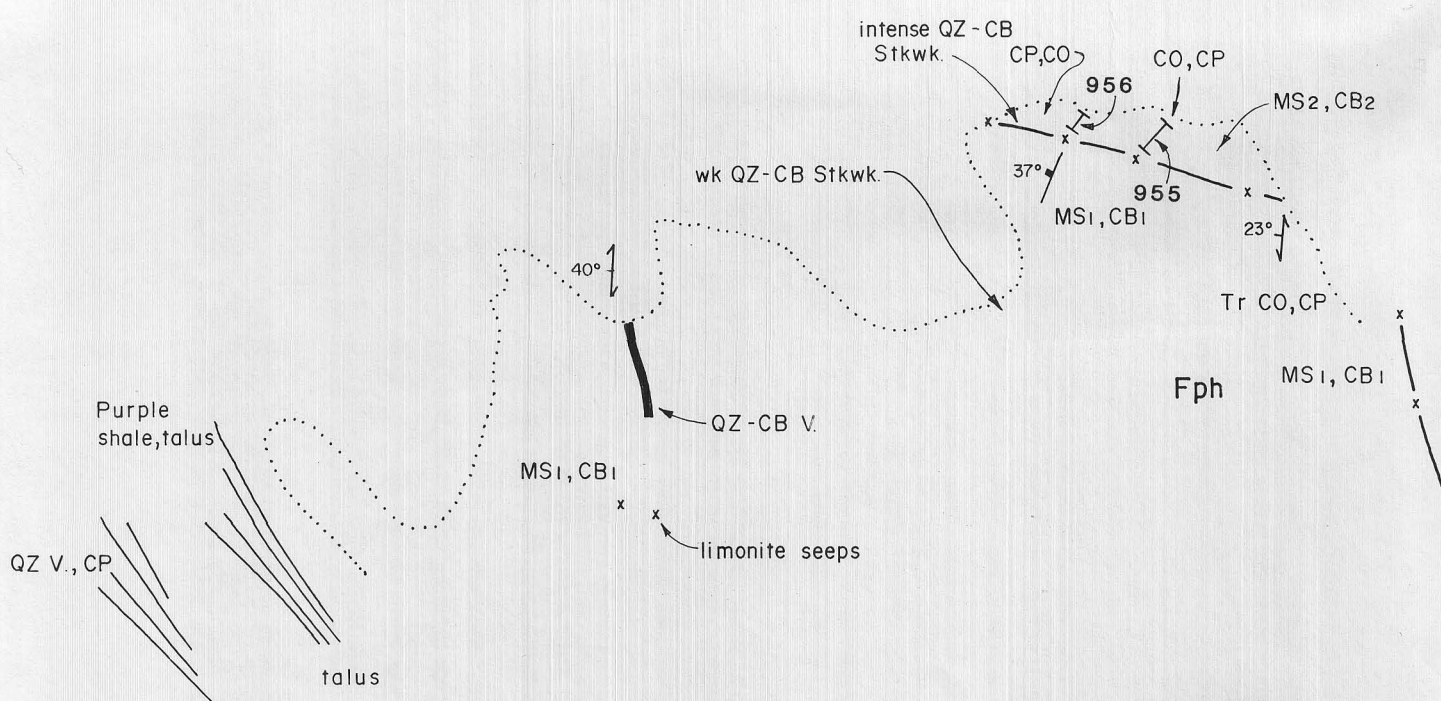 intense QZ-CB
Stkwk.
CP,CO
CO,CP
956
MS2,CB2
wk QZ-CB Stkwk.
37°
955
MS1,CB1
23°
40°
Tr CO,CP
MS1,CB1
Fph
Purple
shale,talus
QZ-CB V.
MS1,CB1
limonite seeps
QZ V.,CP
talus